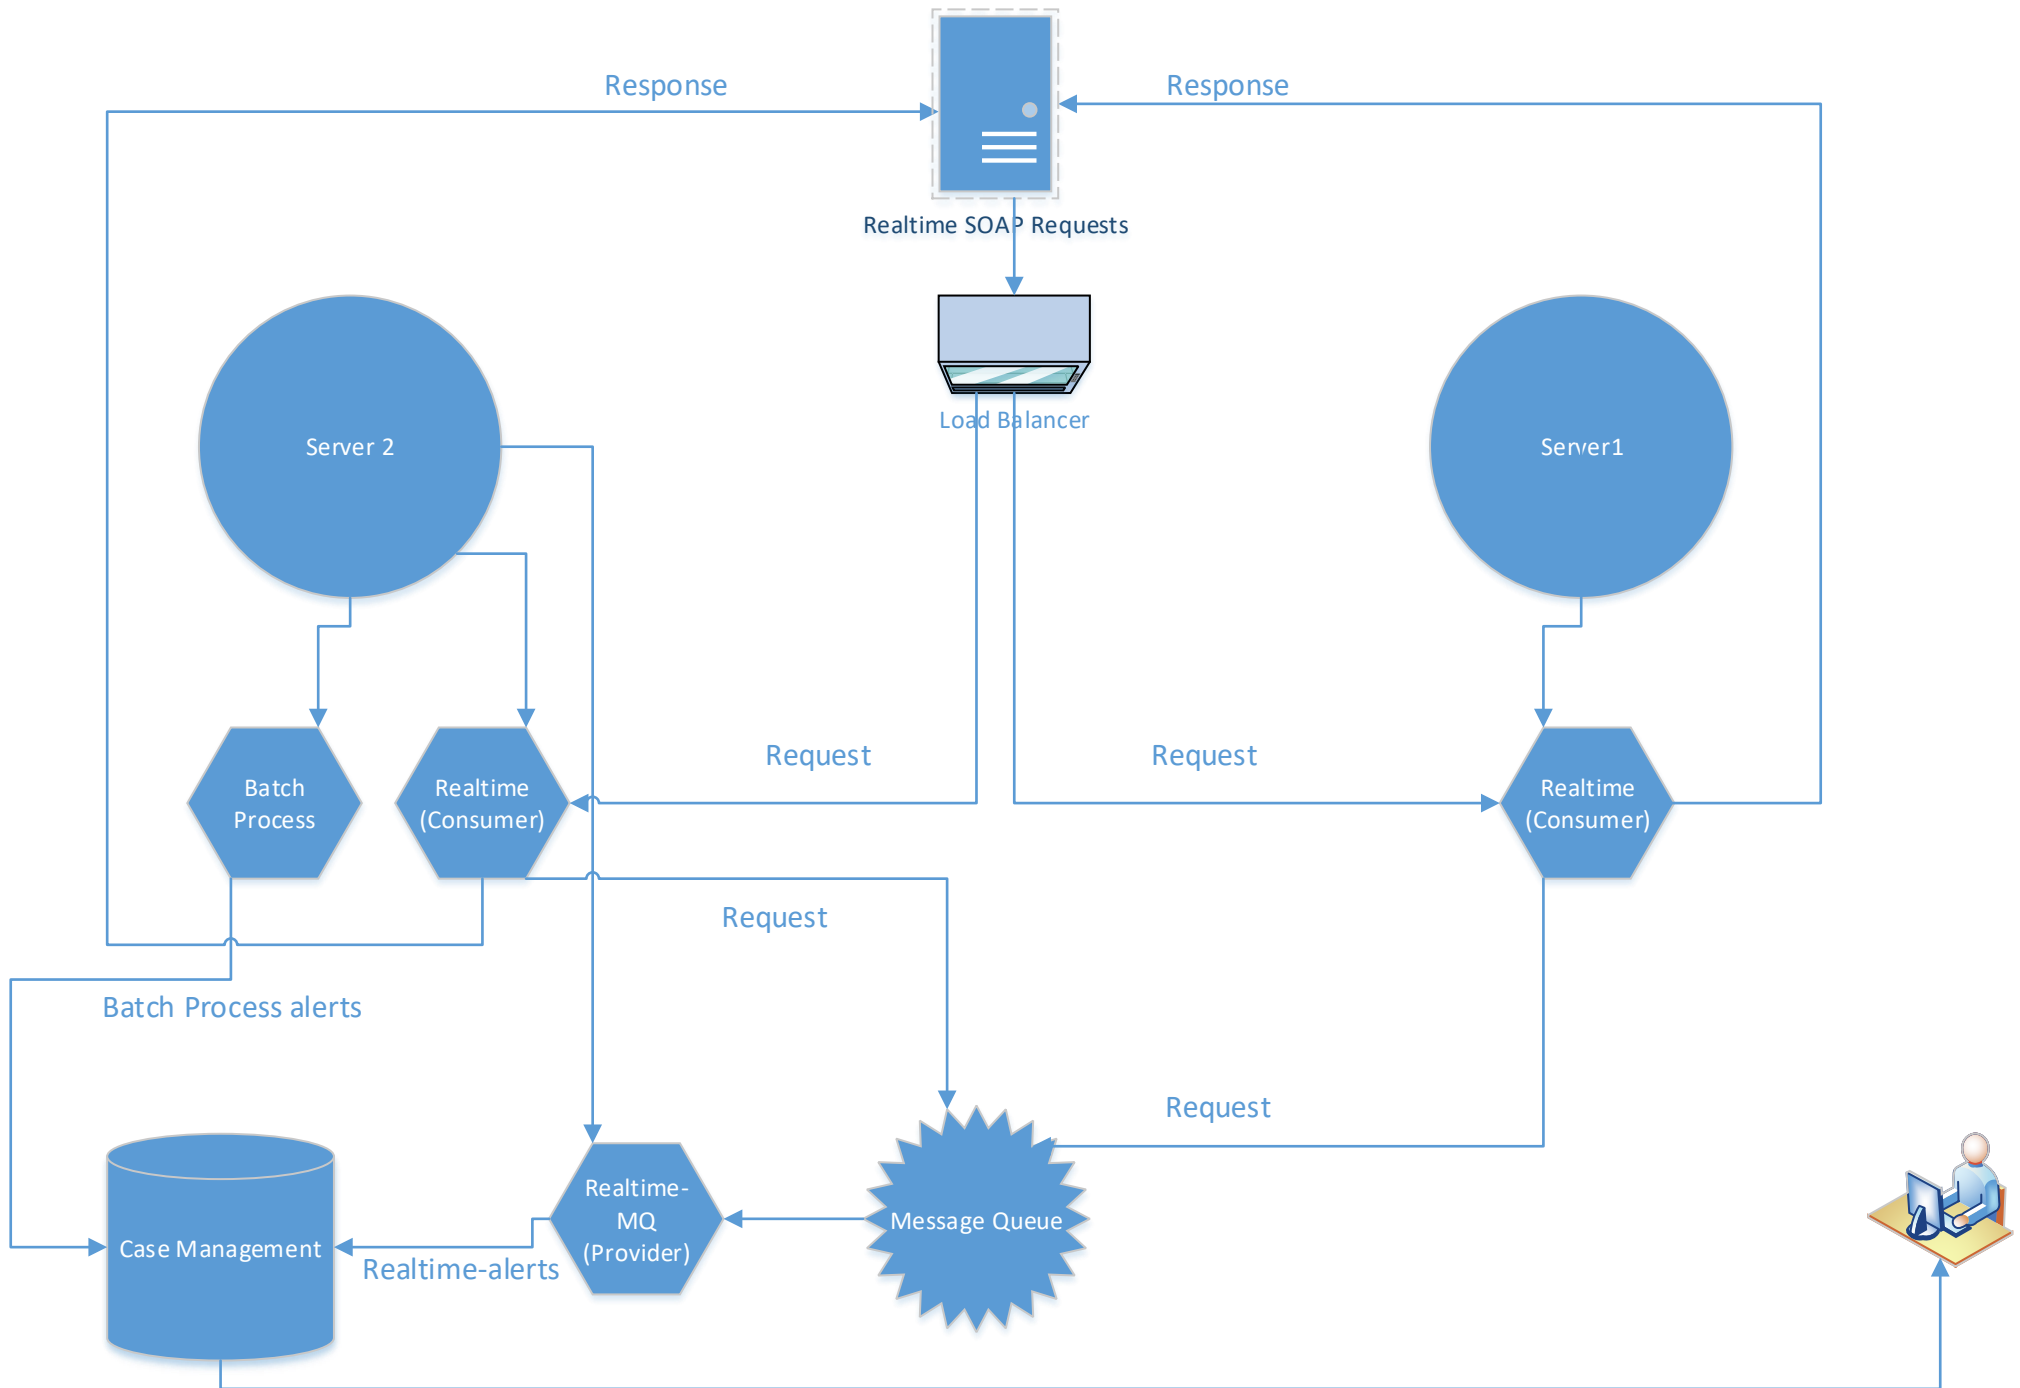 Response
Response
Realtime SOAP Requests
Load Balancer
Server 2
Server1
Request
Request
Batch
Process
Realtime
(Consumer)
Realtime
(Consumer)
Request
Batch Process alerts
Request
Realtime-
MQ
(Provider)
Message Queue
Case Management
Realtime-alerts